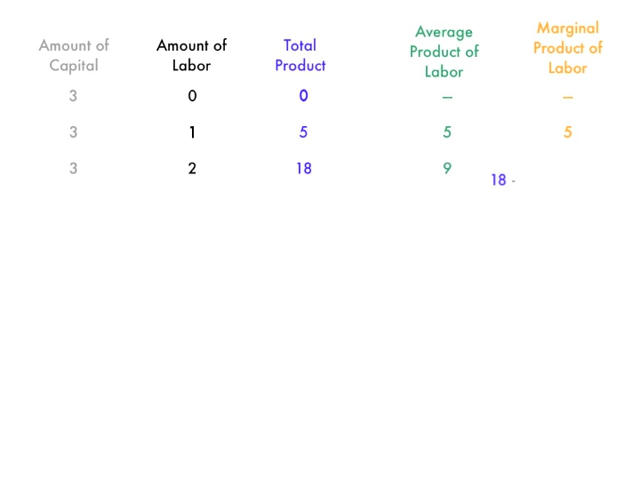 Amount of Capital
Amount of Labor
Total Product
Average Product of Labor
Marginal Product of Labor
3 0 0 — —
3 1 5 5 5
3 2 18 9
18 -